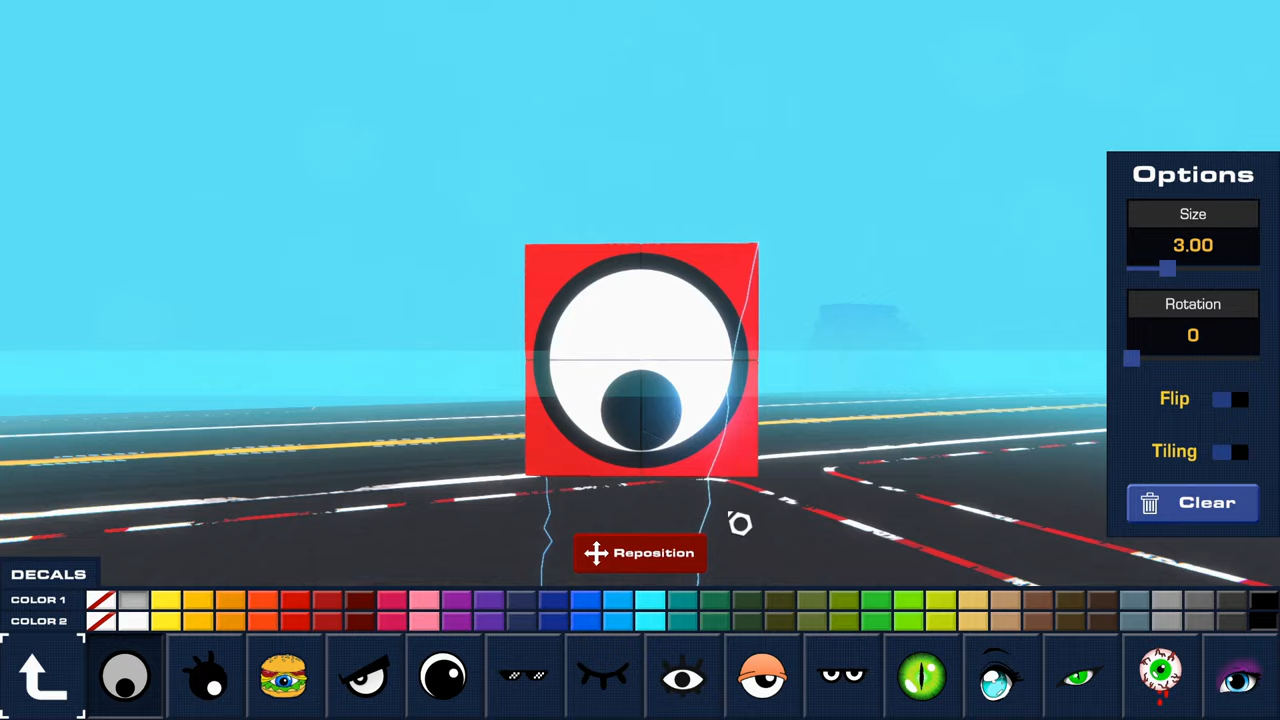 Options
Size
3.00
Rotation
0
Flip
Tiling
Clear
Reposition
DECALS
COLOR 1
COLOR 2